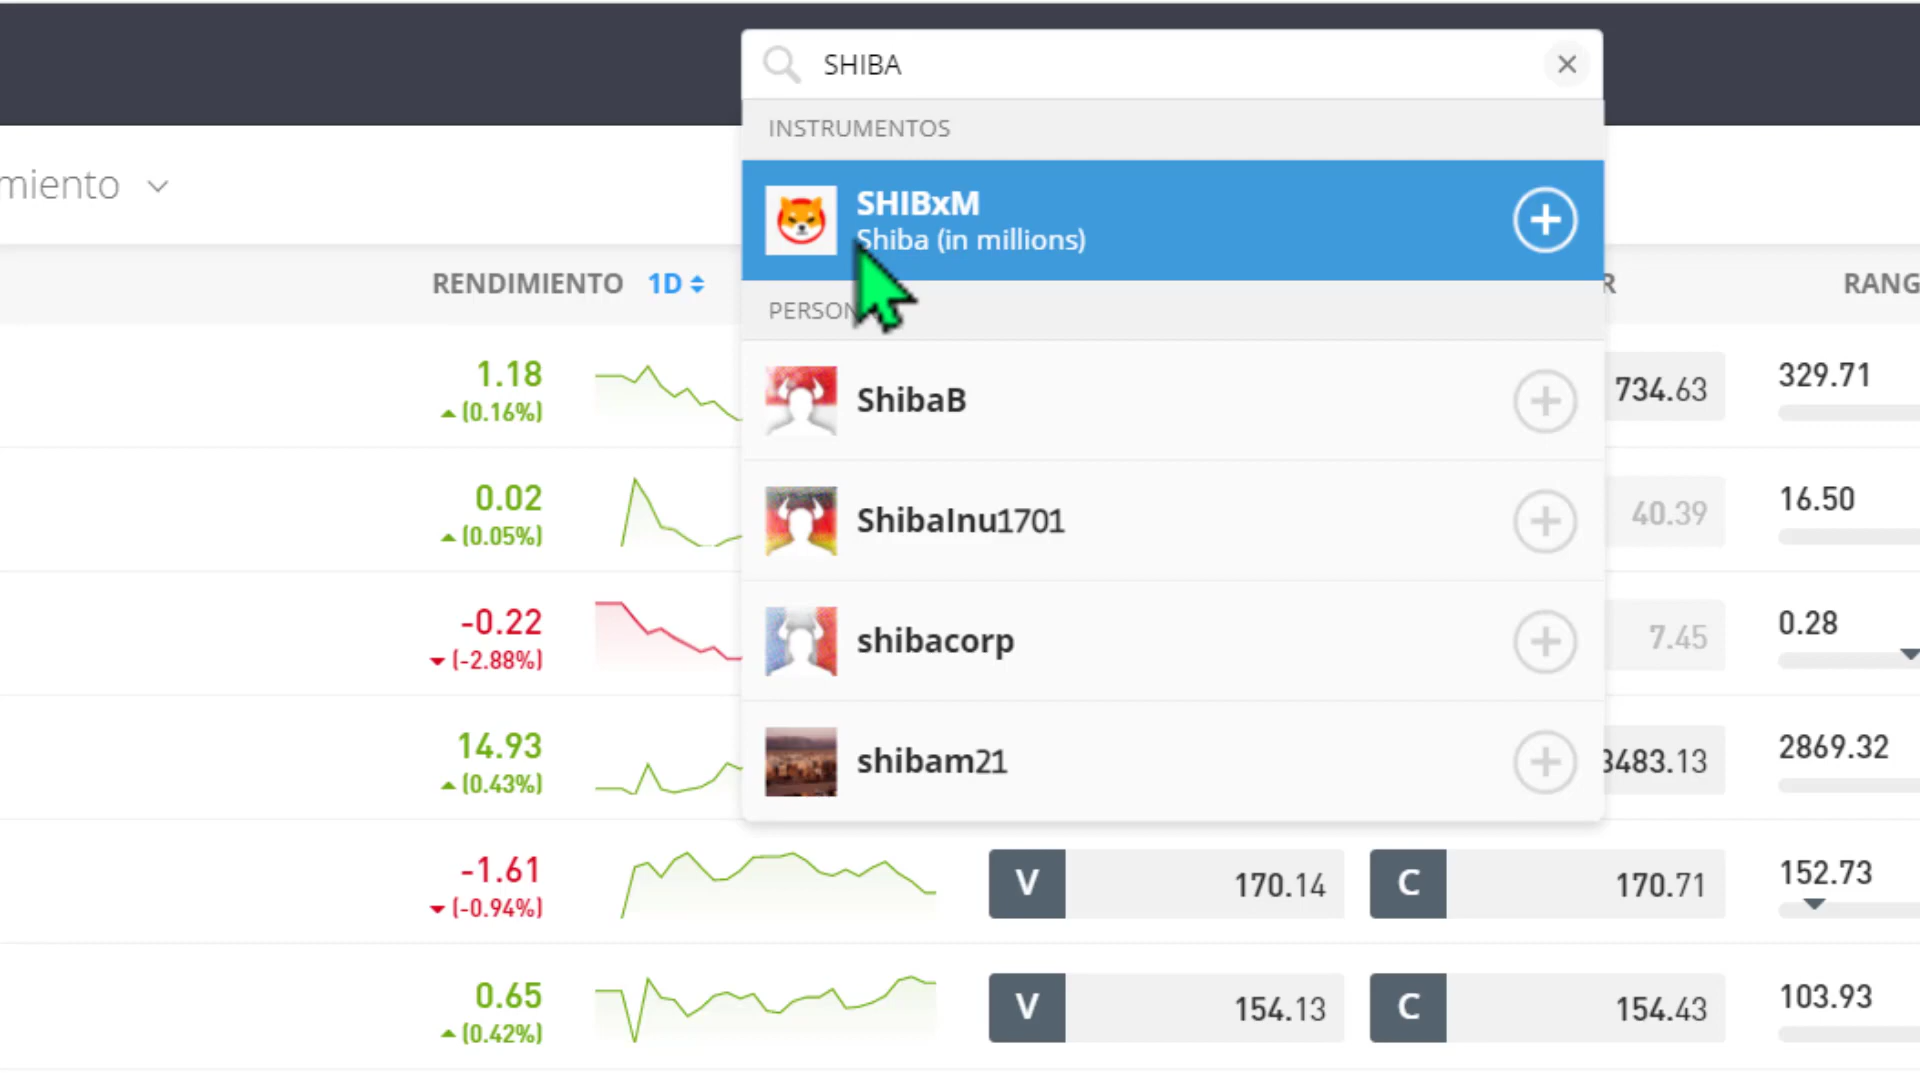 SHIBA
INSTRUMENTOS
SHIBxM
Shiba (in millions)
miento
RENDIMIENTO 1D
R
RANG
PERSON
1.18
(0.16%)
734.63
329.71
ShibaB
0.02
(0.05%)
40.39
16.50
ShibaInu1701
-0.22
(-2.88%)
7.45
0.28
shibacorp
14.93
(0.43%)
3483.13
2869.32
shibam21
-1.61
(-0.94%)
V 170.14
C 170.71
152.73
0.65
(0.42%)
V 154.13
C 154.43
103.93